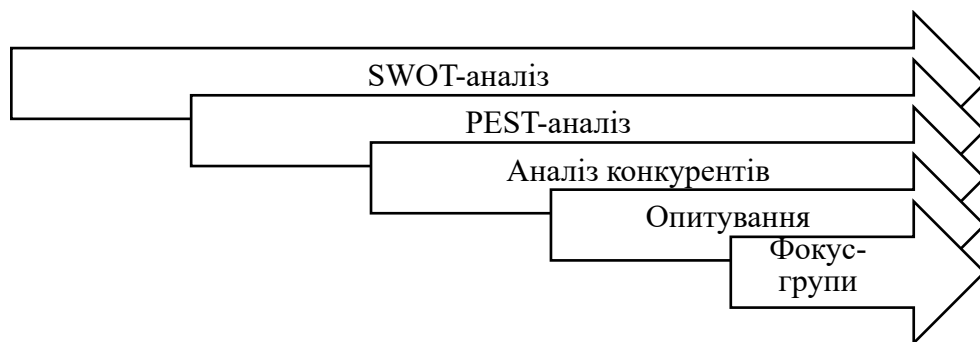 SWOT-аналіз
PEST-аналіз
Аналіз конкурентів
Опитування
Фокус-
групи